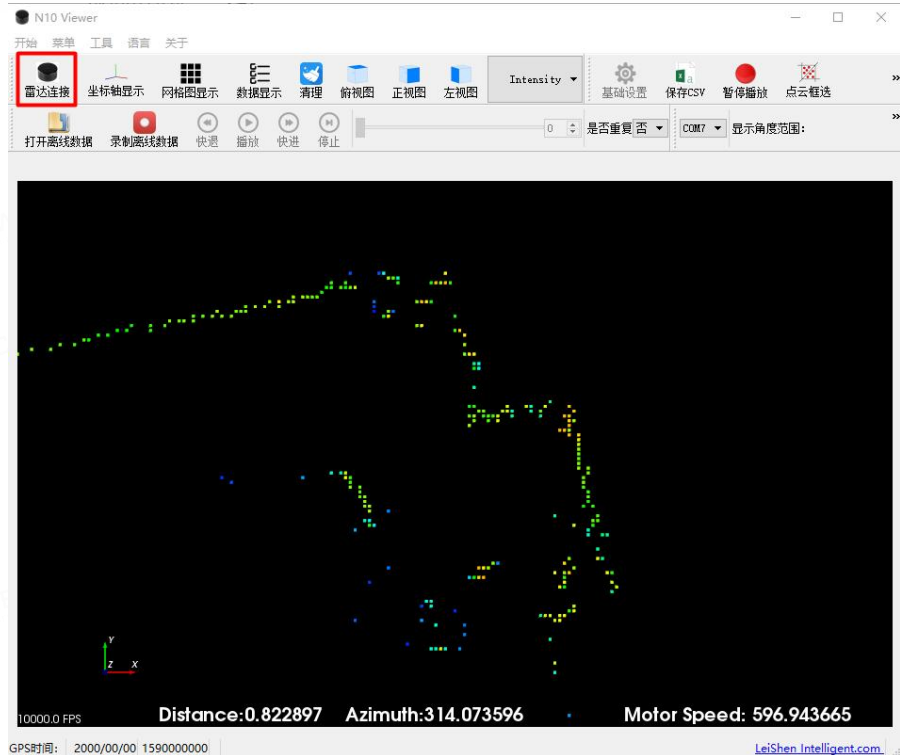 N10 Viewer
开始 菜单 工具 语言 关于
雷达连接 坐标轴显示 网格图显示 数据显示 清理 俯视图 正视图 左视图 Intensity 基础设置 保存CSV 暂停播放 点云框选 »
打开离线数据 录制离线数据 快退 播放 快进 停止 0 是否重复 否 COM7 显示角度范围: »
Y
Z X
10000.0 FPS Distance:0.822897 Azimuth:314.073596 Motor Speed: 596.943665
GPS时间: 2000/00/00 1590000000 LeiShen Intelligent.com